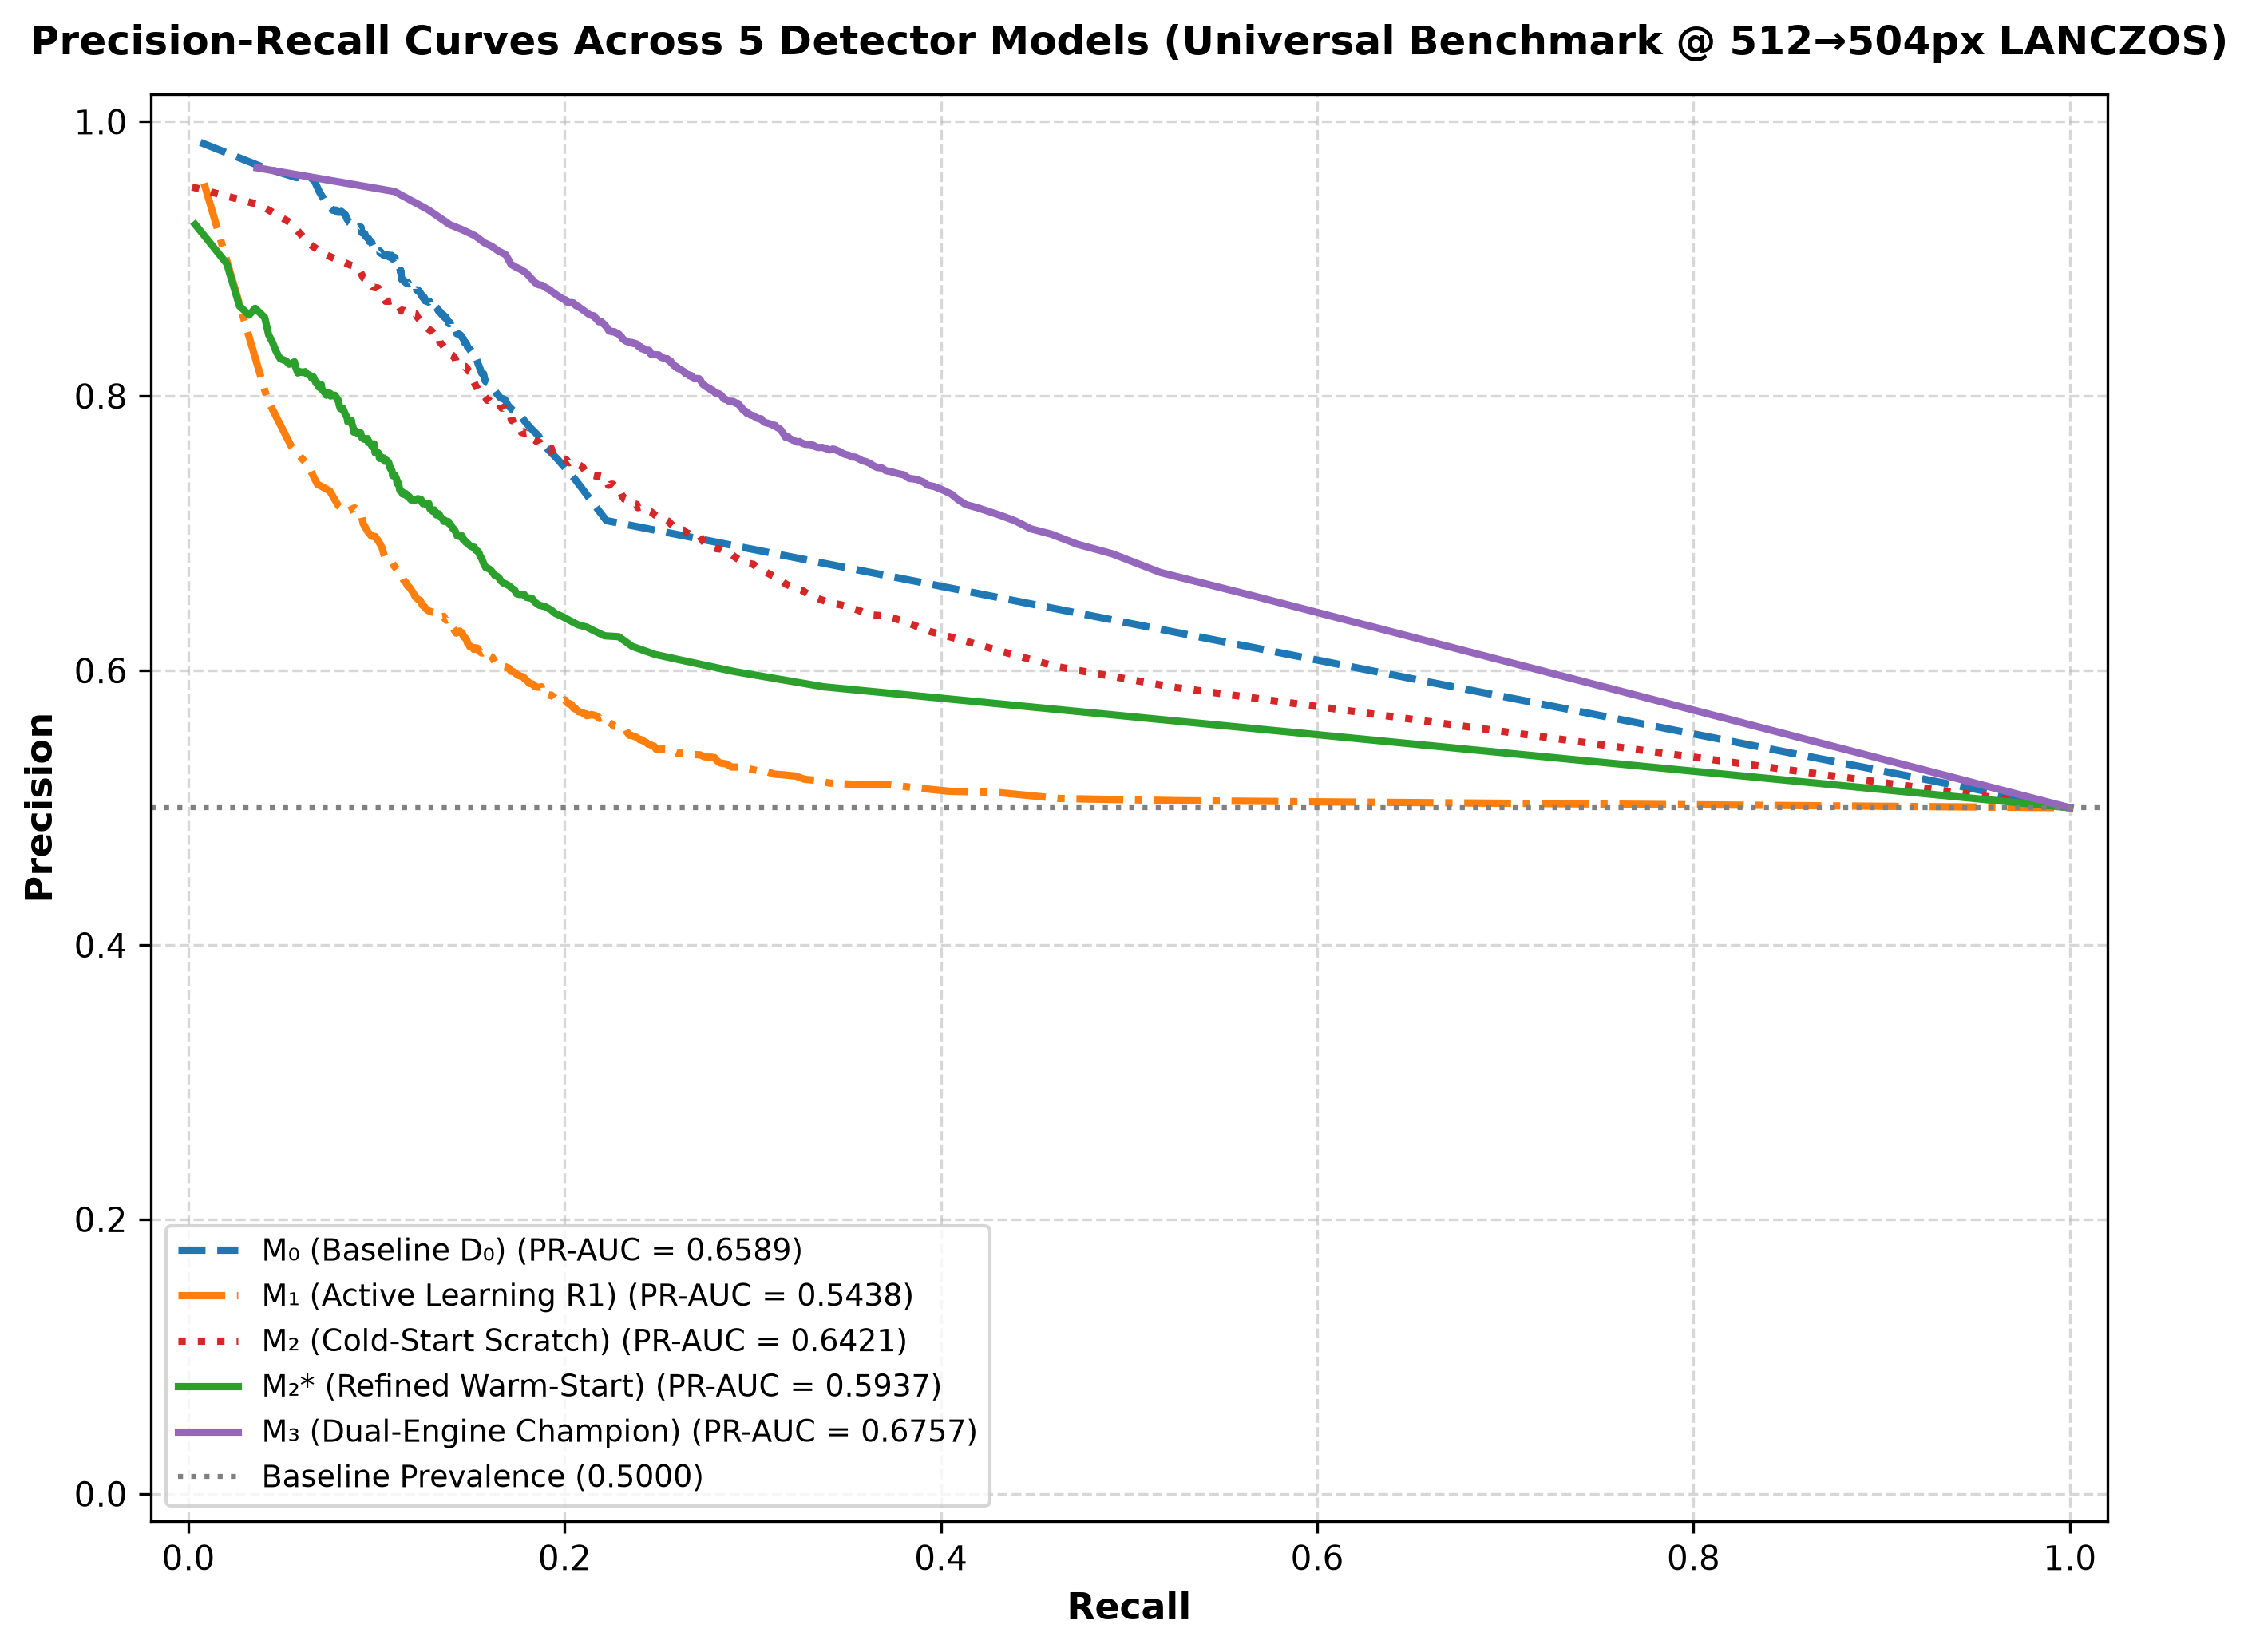 Precision-Recall Curves Across 5 Detector Models (Universal Benchmark @ 512→504px LANCZOS)
1.0
0.8
0.6
0.4
0.2
0.0
Precision
M₀ (Baseline D₀) (PR-AUC = 0.6589)
M₁ (Active Learning R1) (PR-AUC = 0.5438)
M₂ (Cold-Start Scratch) (PR-AUC = 0.6421)
M₂* (Refined Warm-Start) (PR-AUC = 0.5937)
M₃ (Dual-Engine Champion) (PR-AUC = 0.6757)
Baseline Prevalence (0.5000)
0.0 0.2 0.4 0.6 0.8 1.0
Recall